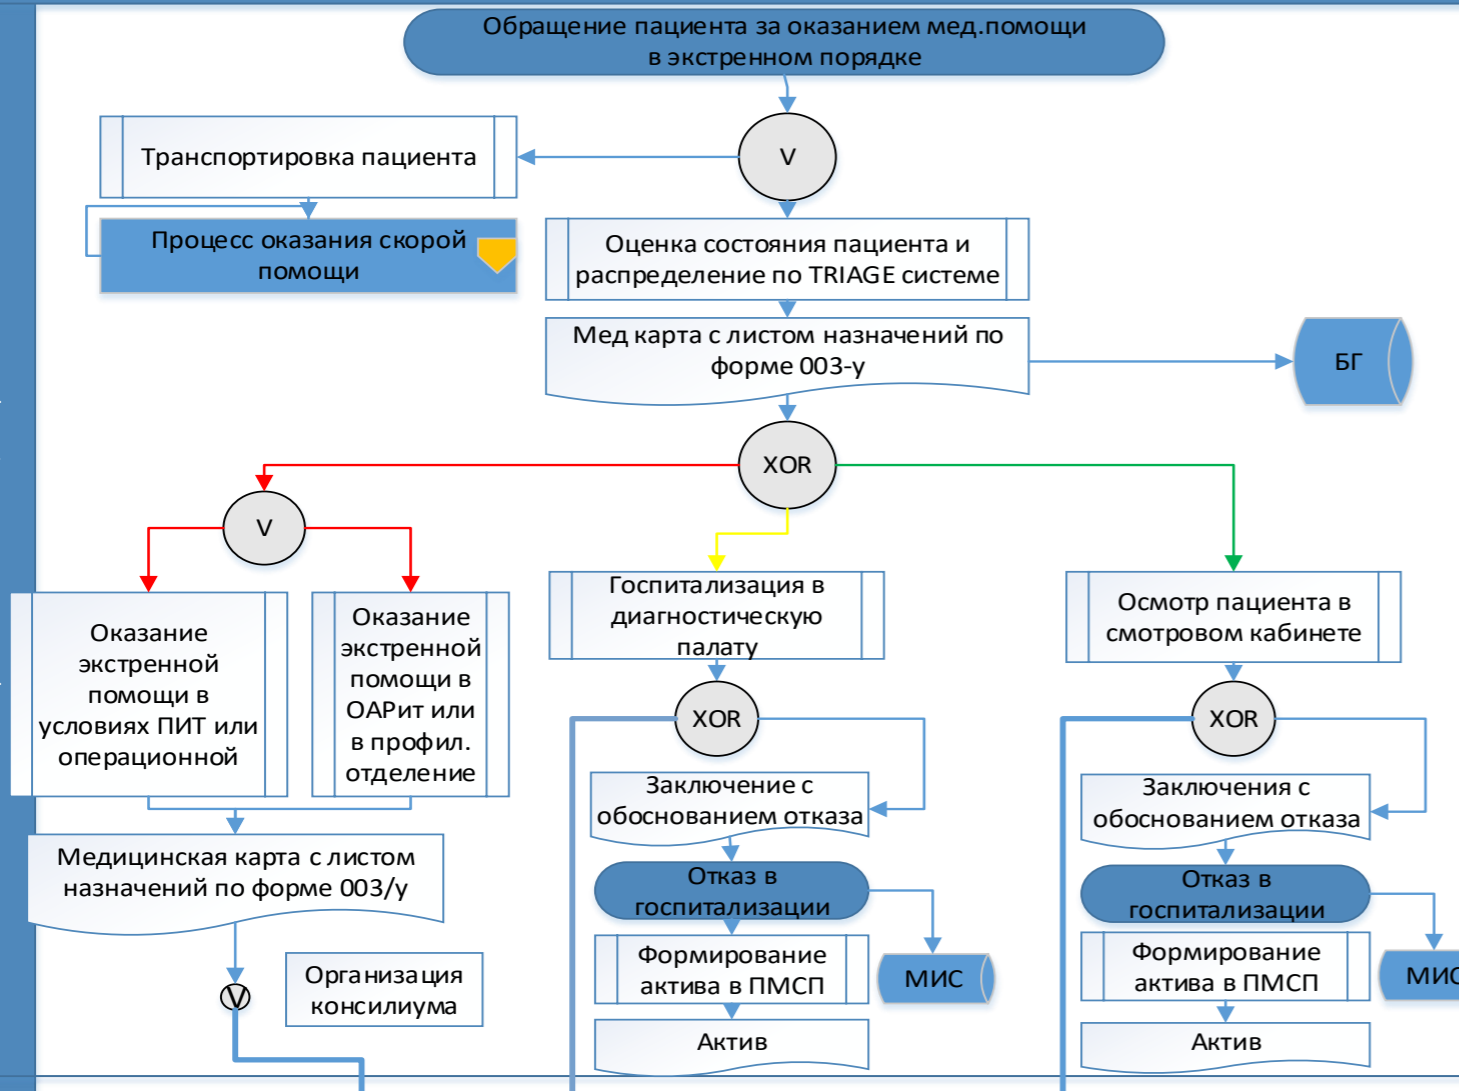 Обращение пациента за оказанием мед.помощи
в экстренном порядке
V
Транспортировка пациента
Процесс оказания скорой
помощи
Оценка состояния пациента и
распределение по TRIAGE системе
Мед карта с листом назначений по
форме 003-у
БГ
XOR
V
Оказание
экстренной
помощи в
условиях ПИТ или
операционной
Оказание
экстренной
помощи в
ОАРит или
в профил.
отделение
Медицинская карта с листом
назначений по форме 003/у
V
Организация
консилиума
Госпитализация в
диагностическую
палату
XOR
Заключение с
обоснованием отказа
Отказ в
госпитализации
Формирование
актива в ПМСП
МИС
Актив
Осмотр пациента в
смотровом кабинете
XOR
Заключения с
обоснованием отказа
Отказ в
госпитализации
Формирование
актива в ПМСП
МИС
Актив